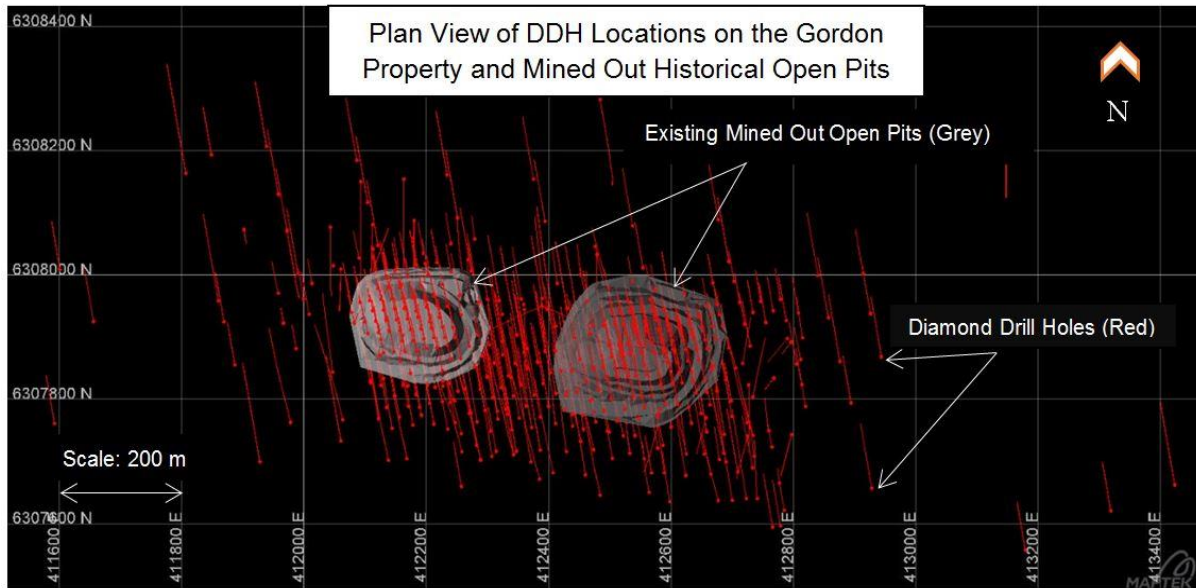 Plan View of DDH Locations on the Gordon
Property and Mined Out Historical Open Pits
N
6308400 N
Existing Mined Out Open Pits (Grey)
6308200 N
6308000 N
Diamond Drill Holes (Red)
6307800 N
Scale: 200 m
6307600 N
411600 E
411800 E
412000 E
412200 E
412400 E
412600 E
412800 E
413000 E
413200 E
413400 E